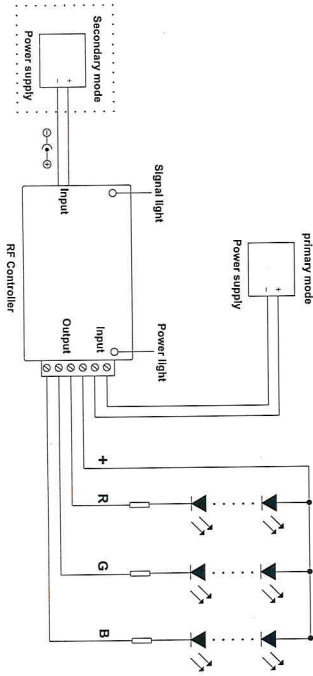 primary mode
Power supply
+
−
Secondary mode
Power supply
+
−
Signal light
Power light
Input
Input
Output
RF Controller
+
R
G
B